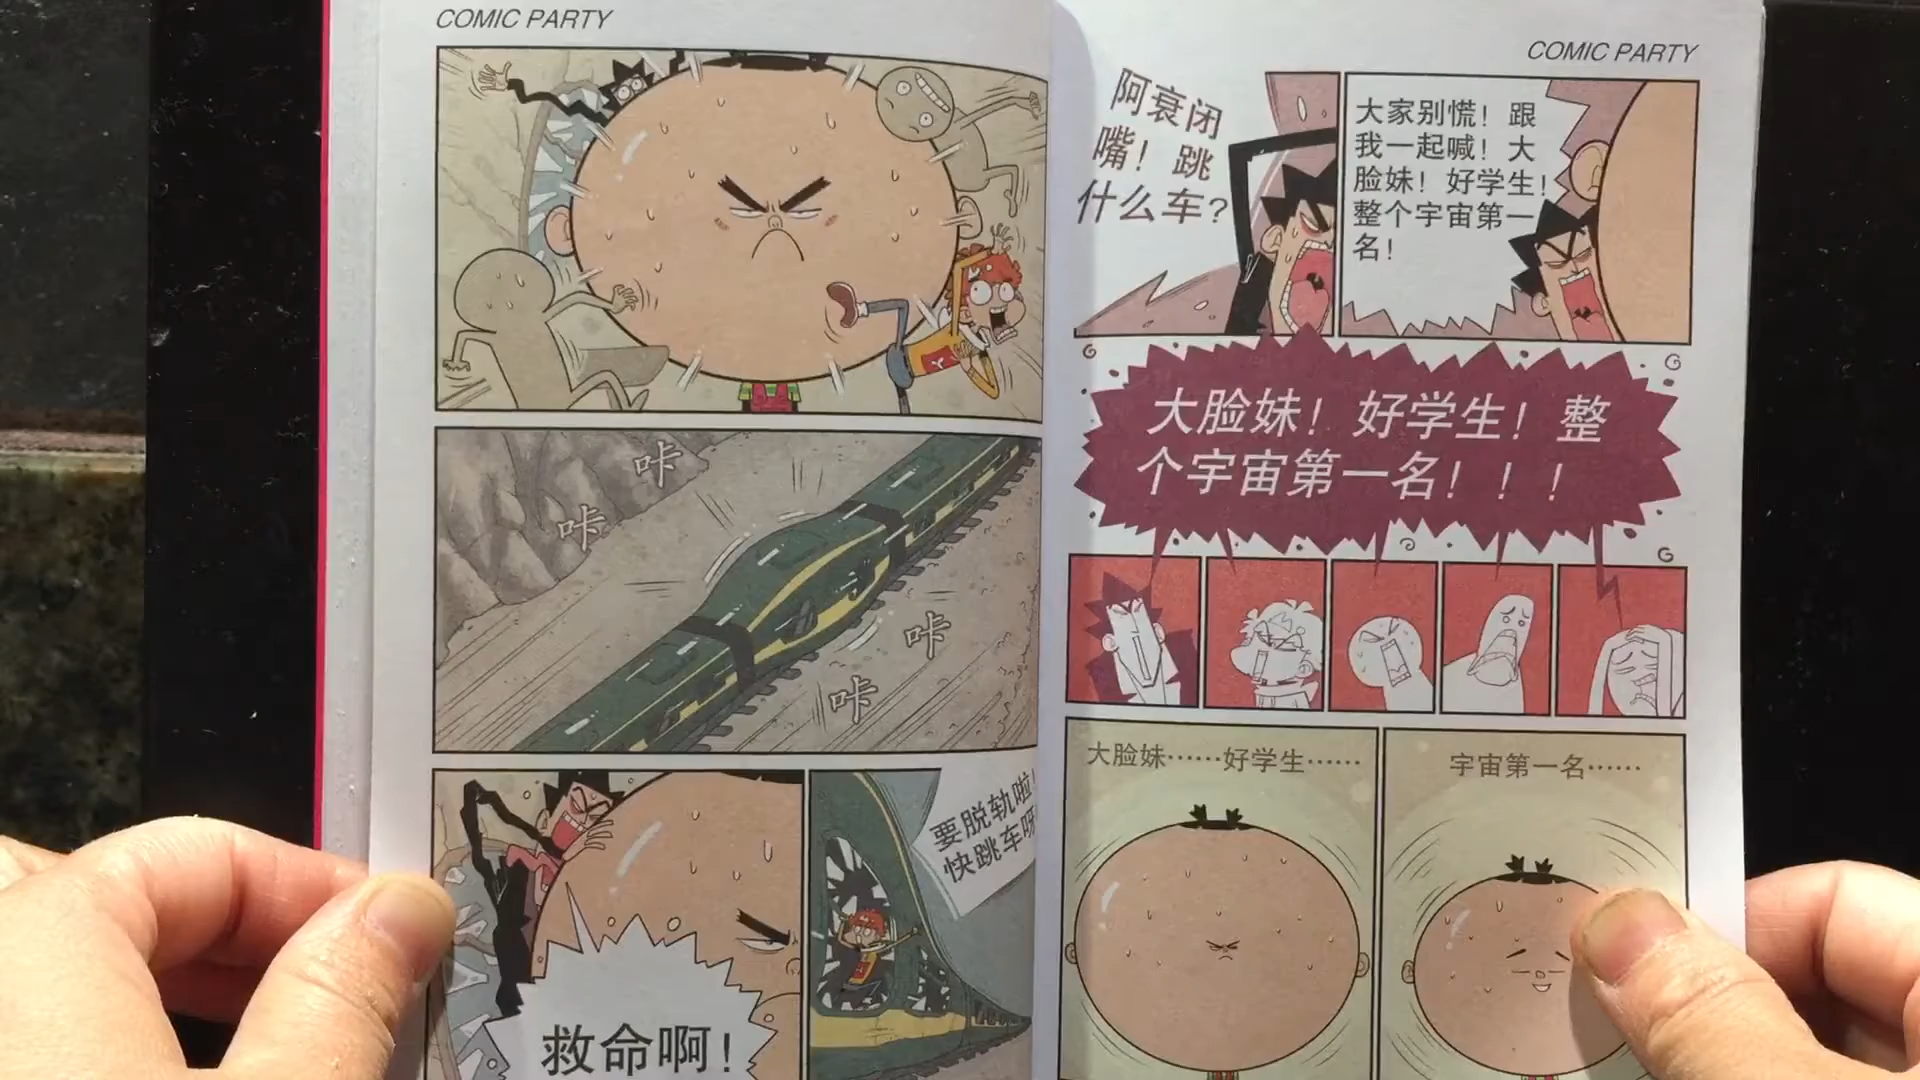 COMIC PARTY
咔
咔
咔
咔
救命啊！
要脱轨啦！
快跳车呀
COMIC PARTY
阿衰闭
嘴！跳
什么车？
大家别慌！跟
我一起喊！大
脸妹！好学生！
整个宇宙第一
名！
大脸妹！好学生！整
个宇宙第一名！！！
大脸妹……好学生……
宇宙第一名……